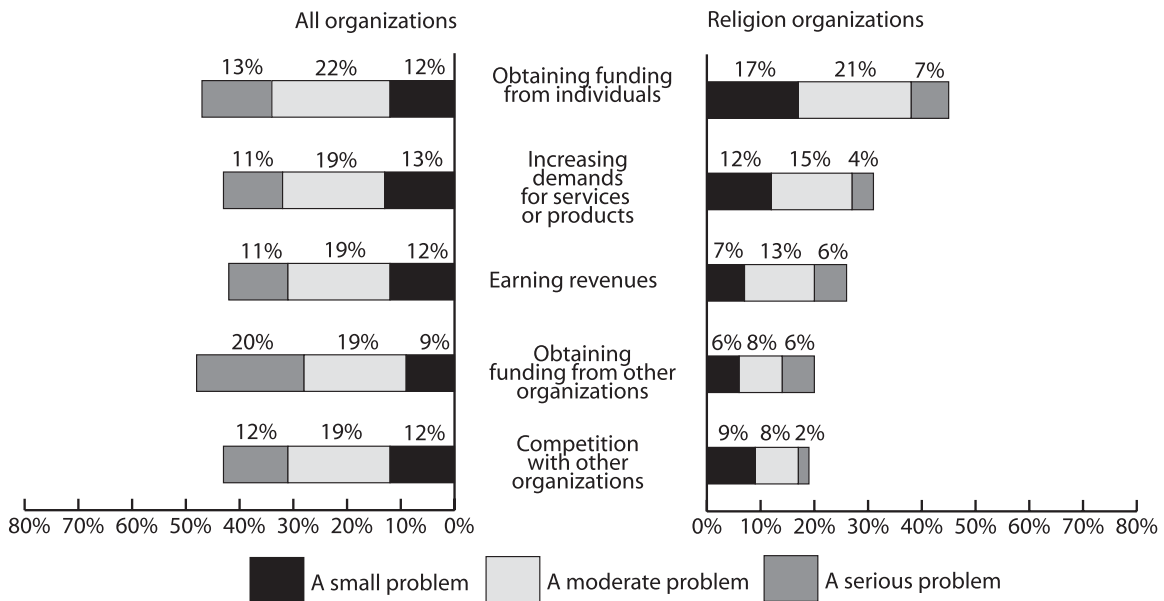 All organizations
Religion organizations
13% 22% 12%
Obtaining funding
from individuals
17% 21% 7%
11% 19% 13%
Increasing
demands
for services
or products
12% 15% 4%
11% 19% 12%
Earning revenues
7% 13% 6%
20% 19% 9%
Obtaining
funding from other
organizations
6% 8% 6%
12% 19% 12%
Competition
with other
organizations
9% 8% 2%
80% 70% 60% 50% 40% 30% 20% 10% 0%
0% 10% 20% 30% 40% 50% 60% 70% 80%
A small problem
A moderate problem
A serious problem